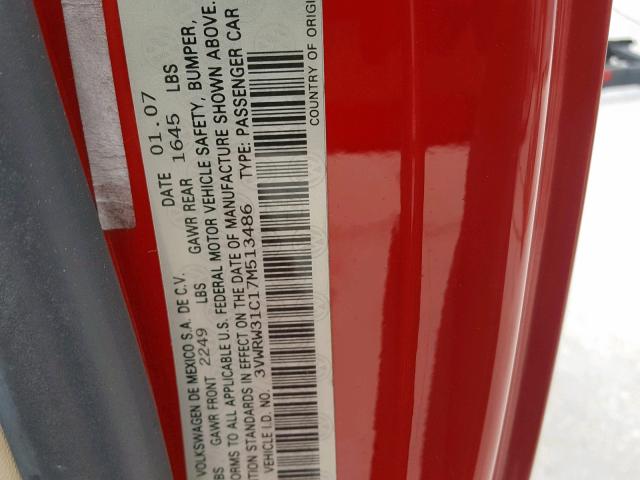 VOLKSWAGEN DE MEXICO S.A. DE C.V. DATE 01.07
LBS GAWR FRONT 2249 LBS GAWR REAR 1645 LBS
ORMS TO ALL APPLICABLE U.S. FEDERAL MOTOR VEHICLE SAFETY, BUMPER,
TION STANDARDS IN EFFECT ON THE DATE OF MANUFACTURE SHOWN ABOVE.
VEHICLE I.D. NO. 3VWRW31C17M513486 TYPE: PASSENGER CAR
COUNTRY OF ORIGI